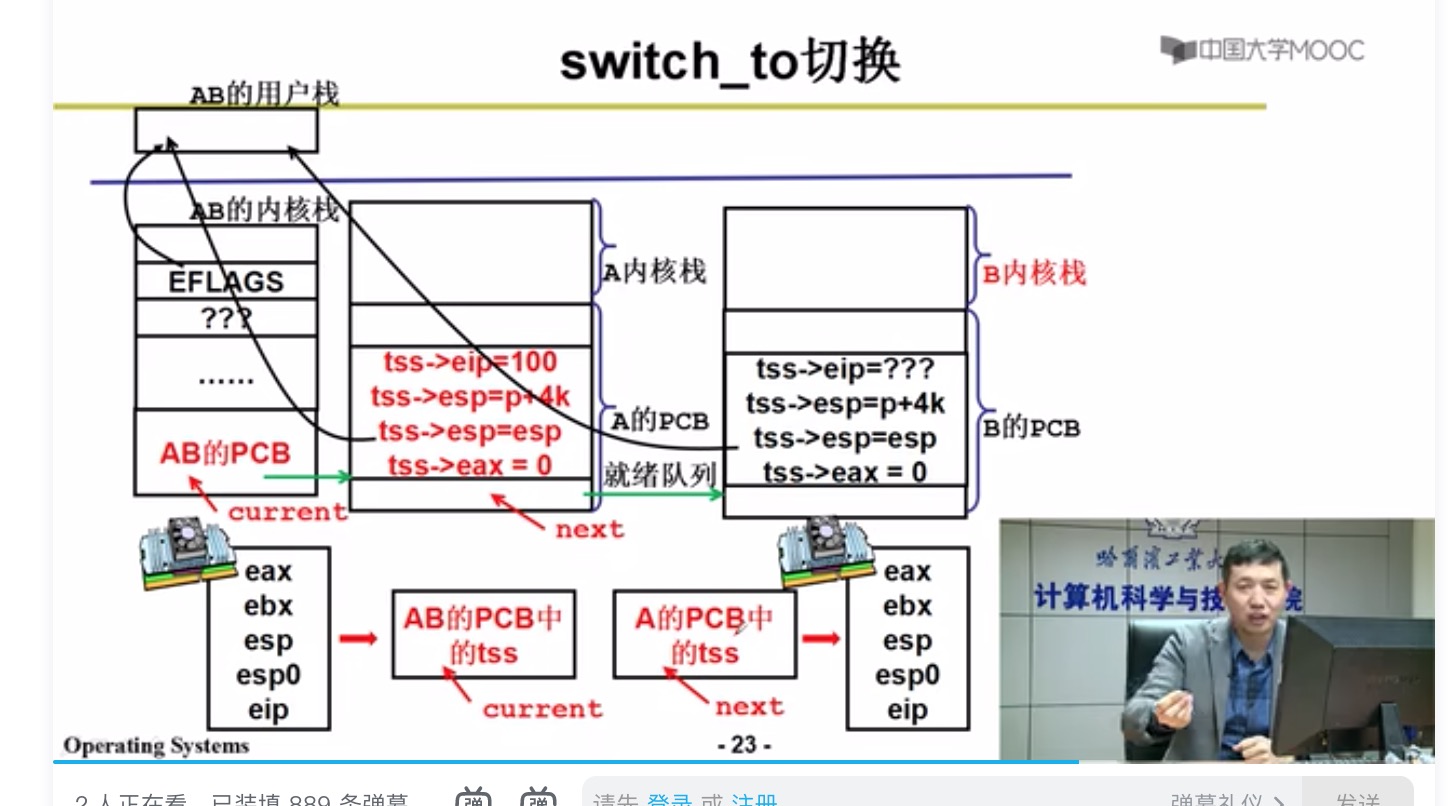 switch_to切换
中国大学MOOC
AB的用户栈
AB的内核栈
EFLAGS
???
......
AB的PCB
current
A内核栈
tss->eip=100
tss->esp=p+4k
tss->esp=esp
tss->eax = 0
A的PCB
就绪队列
next
B内核栈
tss->eip=???
tss->esp=p+4k
tss->esp=esp
tss->eax = 0
B的PCB
eax
ebx
esp
esp0
eip
AB的PCB中
的tss
current
A的PCB中
的tss
next
eax
ebx
esp
esp0
eip
哈尔滨工业大
计算机科学与技 院
Operating Systems
- 23 -
2 人正在看, 已装填 889 条弹幕
弹
弹
请先 登录 或 注册
弹幕礼仪 >
发送